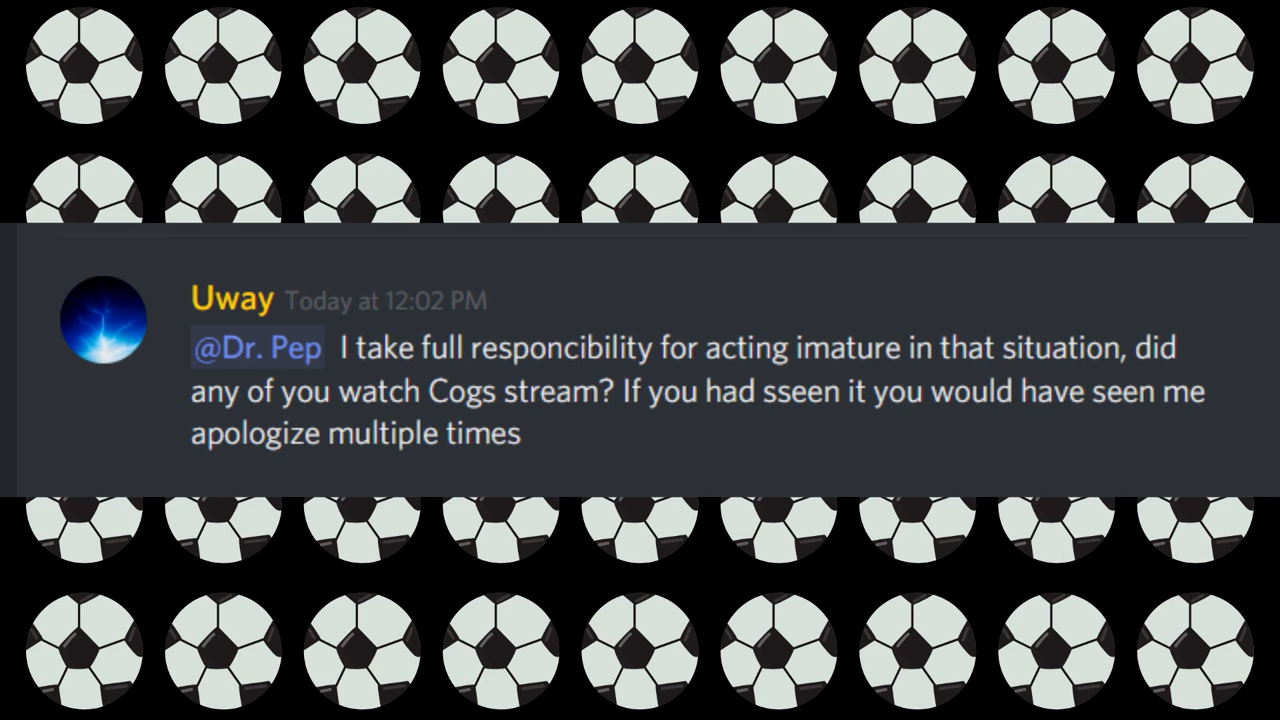 Uway Today at 12:02 PM
@Dr. Pep I take full responcibility for acting imature in that situation, did
any of you watch Cogs stream? If you had sseen it you would have seen me
apologize multiple times